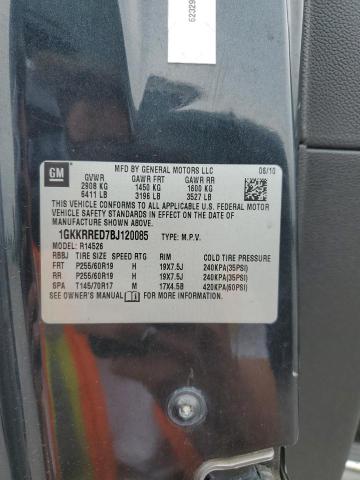 62329
GM
MFD BY GENERAL MOTORS LLC 08/10
GVWR GAWR FRT GAWR RR
2908 KG 1450 KG 1600 KG
6411 LB 3196 LB 3527 LB
THIS VEHICLE CONFORMS TO ALL APPLICABLE U.S. FEDERAL MOTOR
VEHICLE SAFETY AND THEFT PREVENTION STANDARDS IN EFFECT ON
THE DATE OF MANUFACTURE SHOWN ABOVE.
1GKKRRED7BJ120085 TYPE: M.P.V.
MODEL: R14526
RBBJ TIRE SIZE SPEED RTG RIM COLD TIRE PRESSURE
FRT P255/60R19 H 19X7.5J 240KPA(35PSI)
RR P255/60R19 H 19X7.5J 240KPA(35PSI)
SPA T145/70R17 M 17X4.5B 420KPA(60PSI)
SEE OWNER'S MANUAL FOR MORE INFORMATION.